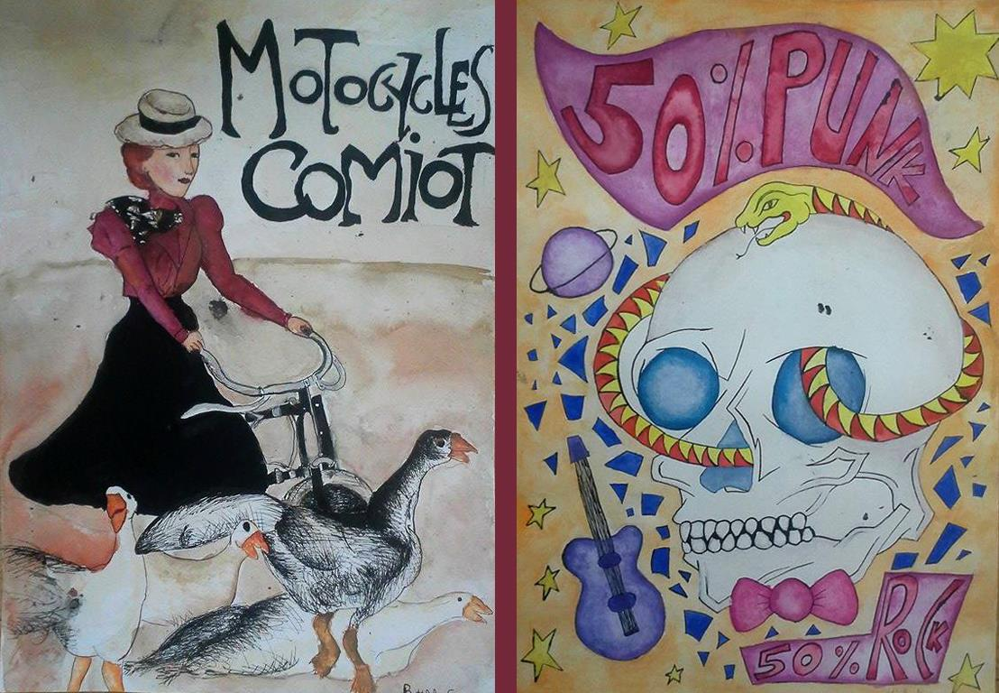 MOTOCYCLES
COMIOT
50% PUNK
50% ROCK